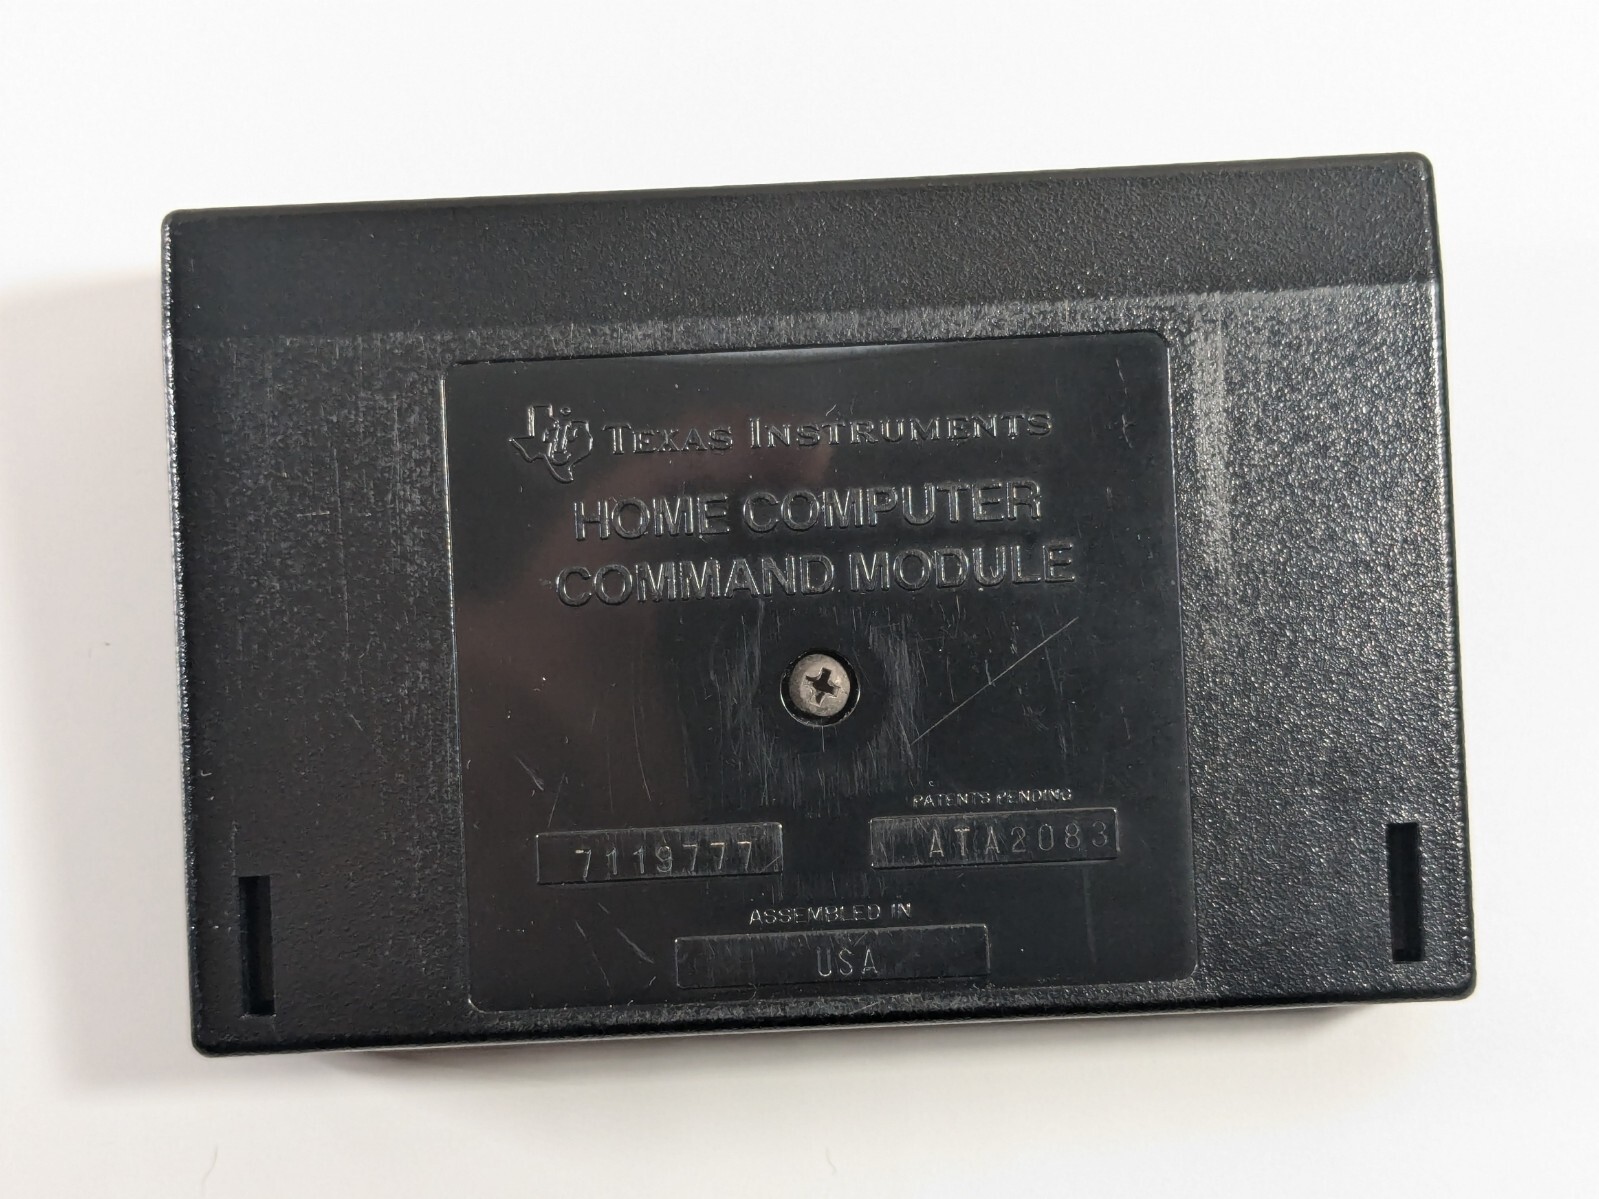 TEXAS INSTRUMENTS
HOME COMPUTER
COMMAND MODULE
PATENTS PENDING
7119777
ATA2083
ASSEMBLED IN
USA